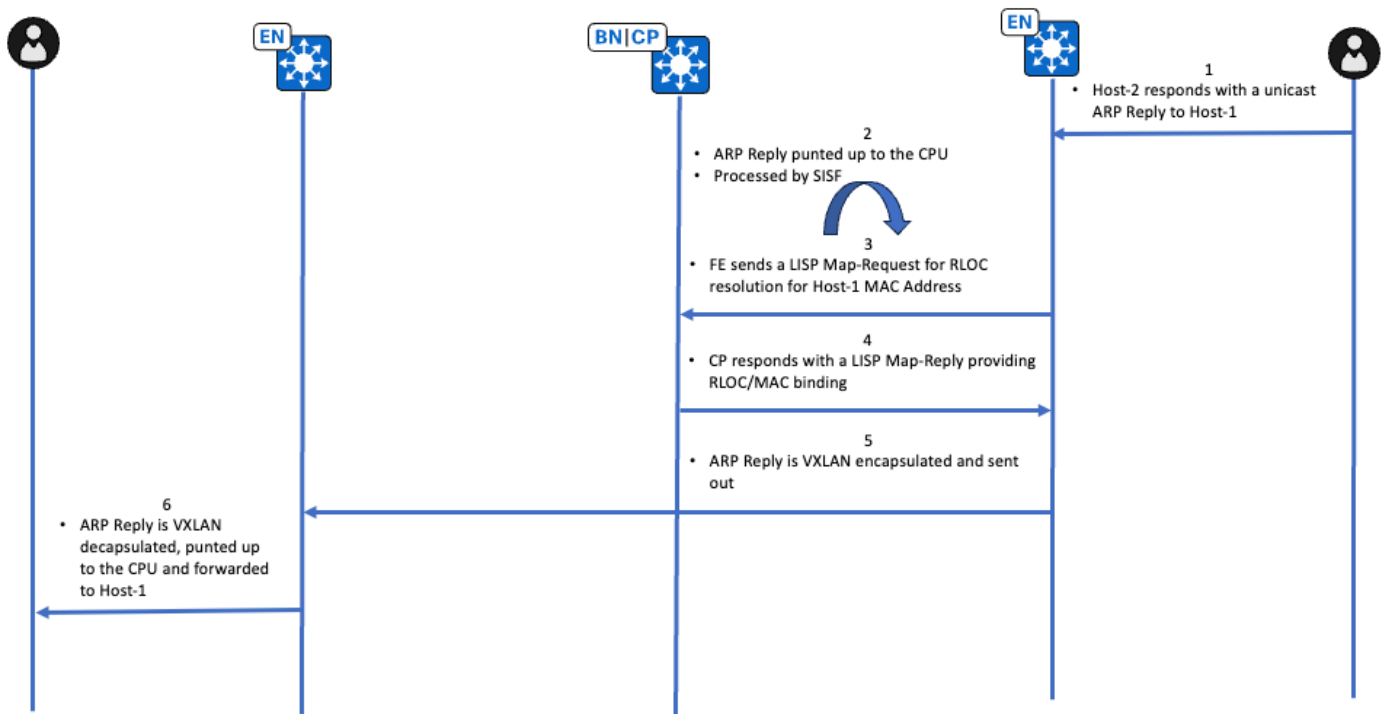 EN
BN|CP
EN
1
• Host-2 responds with a unicast
ARP Reply to Host-1
2
• ARP Reply punted up to the CPU
• Processed by SISF
3
• FE sends a LISP Map-Request for RLOC
resolution for Host-1 MAC Address
4
• CP responds with a LISP Map-Reply providing
RLOC/MAC binding
5
• ARP Reply is VXLAN encapsulated and sent
out
6
• ARP Reply is VXLAN
decapsulated, punted up
to the CPU and forwarded
to Host-1